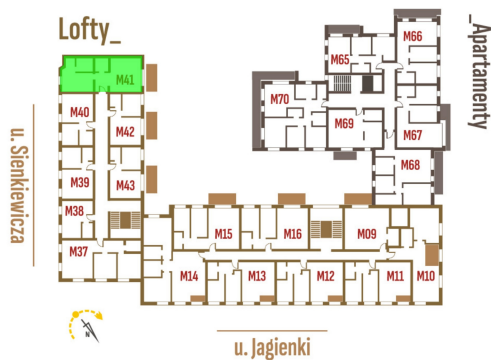 Lofty_
_Apartamenty
M41
M65
M66
M40
M42
M70
M69
M67
M39
M43
M68
M38
M37
M15
M16
M09
M14
M13
M12
M11
M10
u. Sienkiewicza
u. Jagienki
N